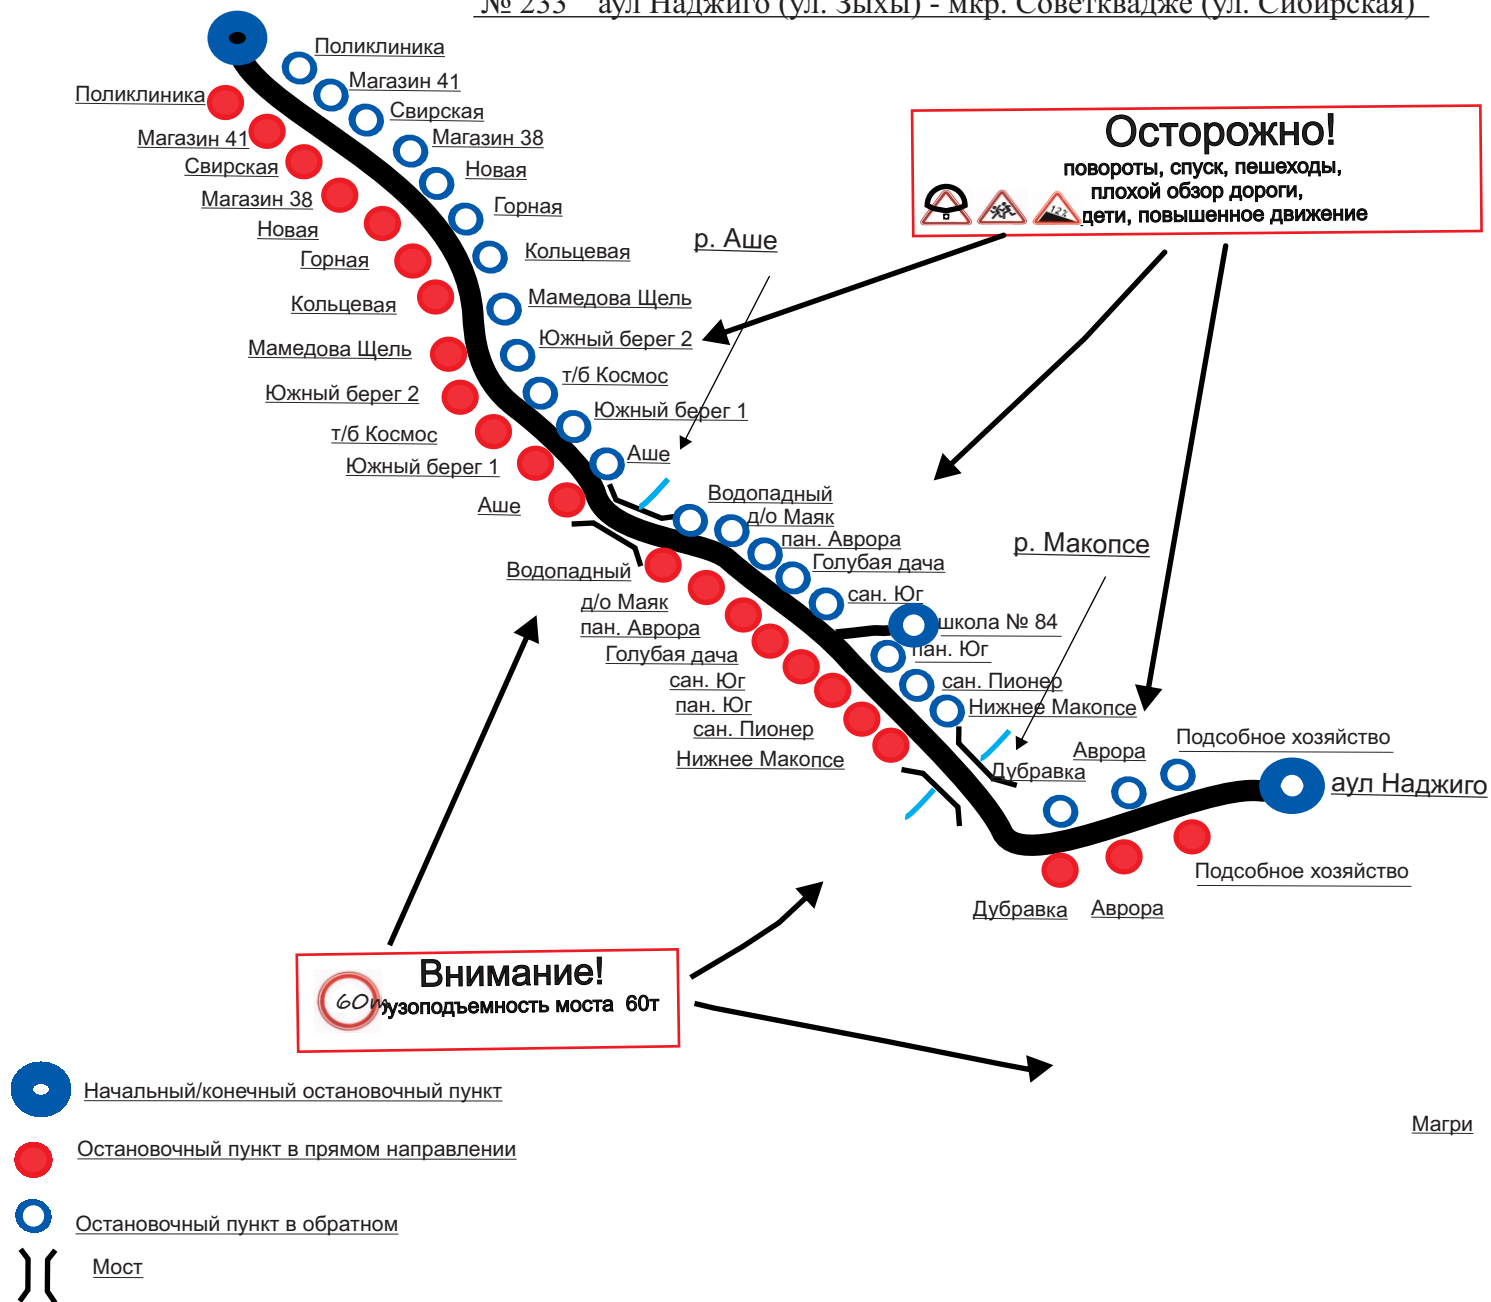 № 233 аул Наджиго (ул. Зыхы) - мкр. Советквадже (ул. Сибирская)
Поликлиника
Магазин 41
Свирская
Магазин 38
Новая
Горная
Кольцевая
Мамедова Щель
Южный берег 2
т/б Космос
Южный берег 1
Аше
Поликлиника
Магазин 41
Свирская
Магазин 38
Новая
Горная
Кольцевая
Мамедова Щель
Южный берег 2
т/б Космос
Южный берег 1
Аше
р. Аше
Осторожно!
повороты, спуск, пешеходы,
плохой обзор дороги,
дети, повышенное движение
12%
Водопадный
д/о Маяк
пан. Аврора
Голубая дача
сан. Юг
школа № 84
пан. Юг
сан. Пионер
Нижнее Макопсе
р. Макопсе
Водопадный
д/о Маяк
пан. Аврора
Голубая дача
сан. Юг
пан. Юг
сан. Пионер
Нижнее Макопсе
Дубравка
Аврора
Подсобное хозяйство
аул Наджиго
Дубравка
Аврора
Подсобное хозяйство
Внимание!
60т
узоподъемность моста 60т
Начальный/конечный остановочный пункт
Остановочный пункт в прямом направлении
Остановочный пункт в обратном
Мост
Магри